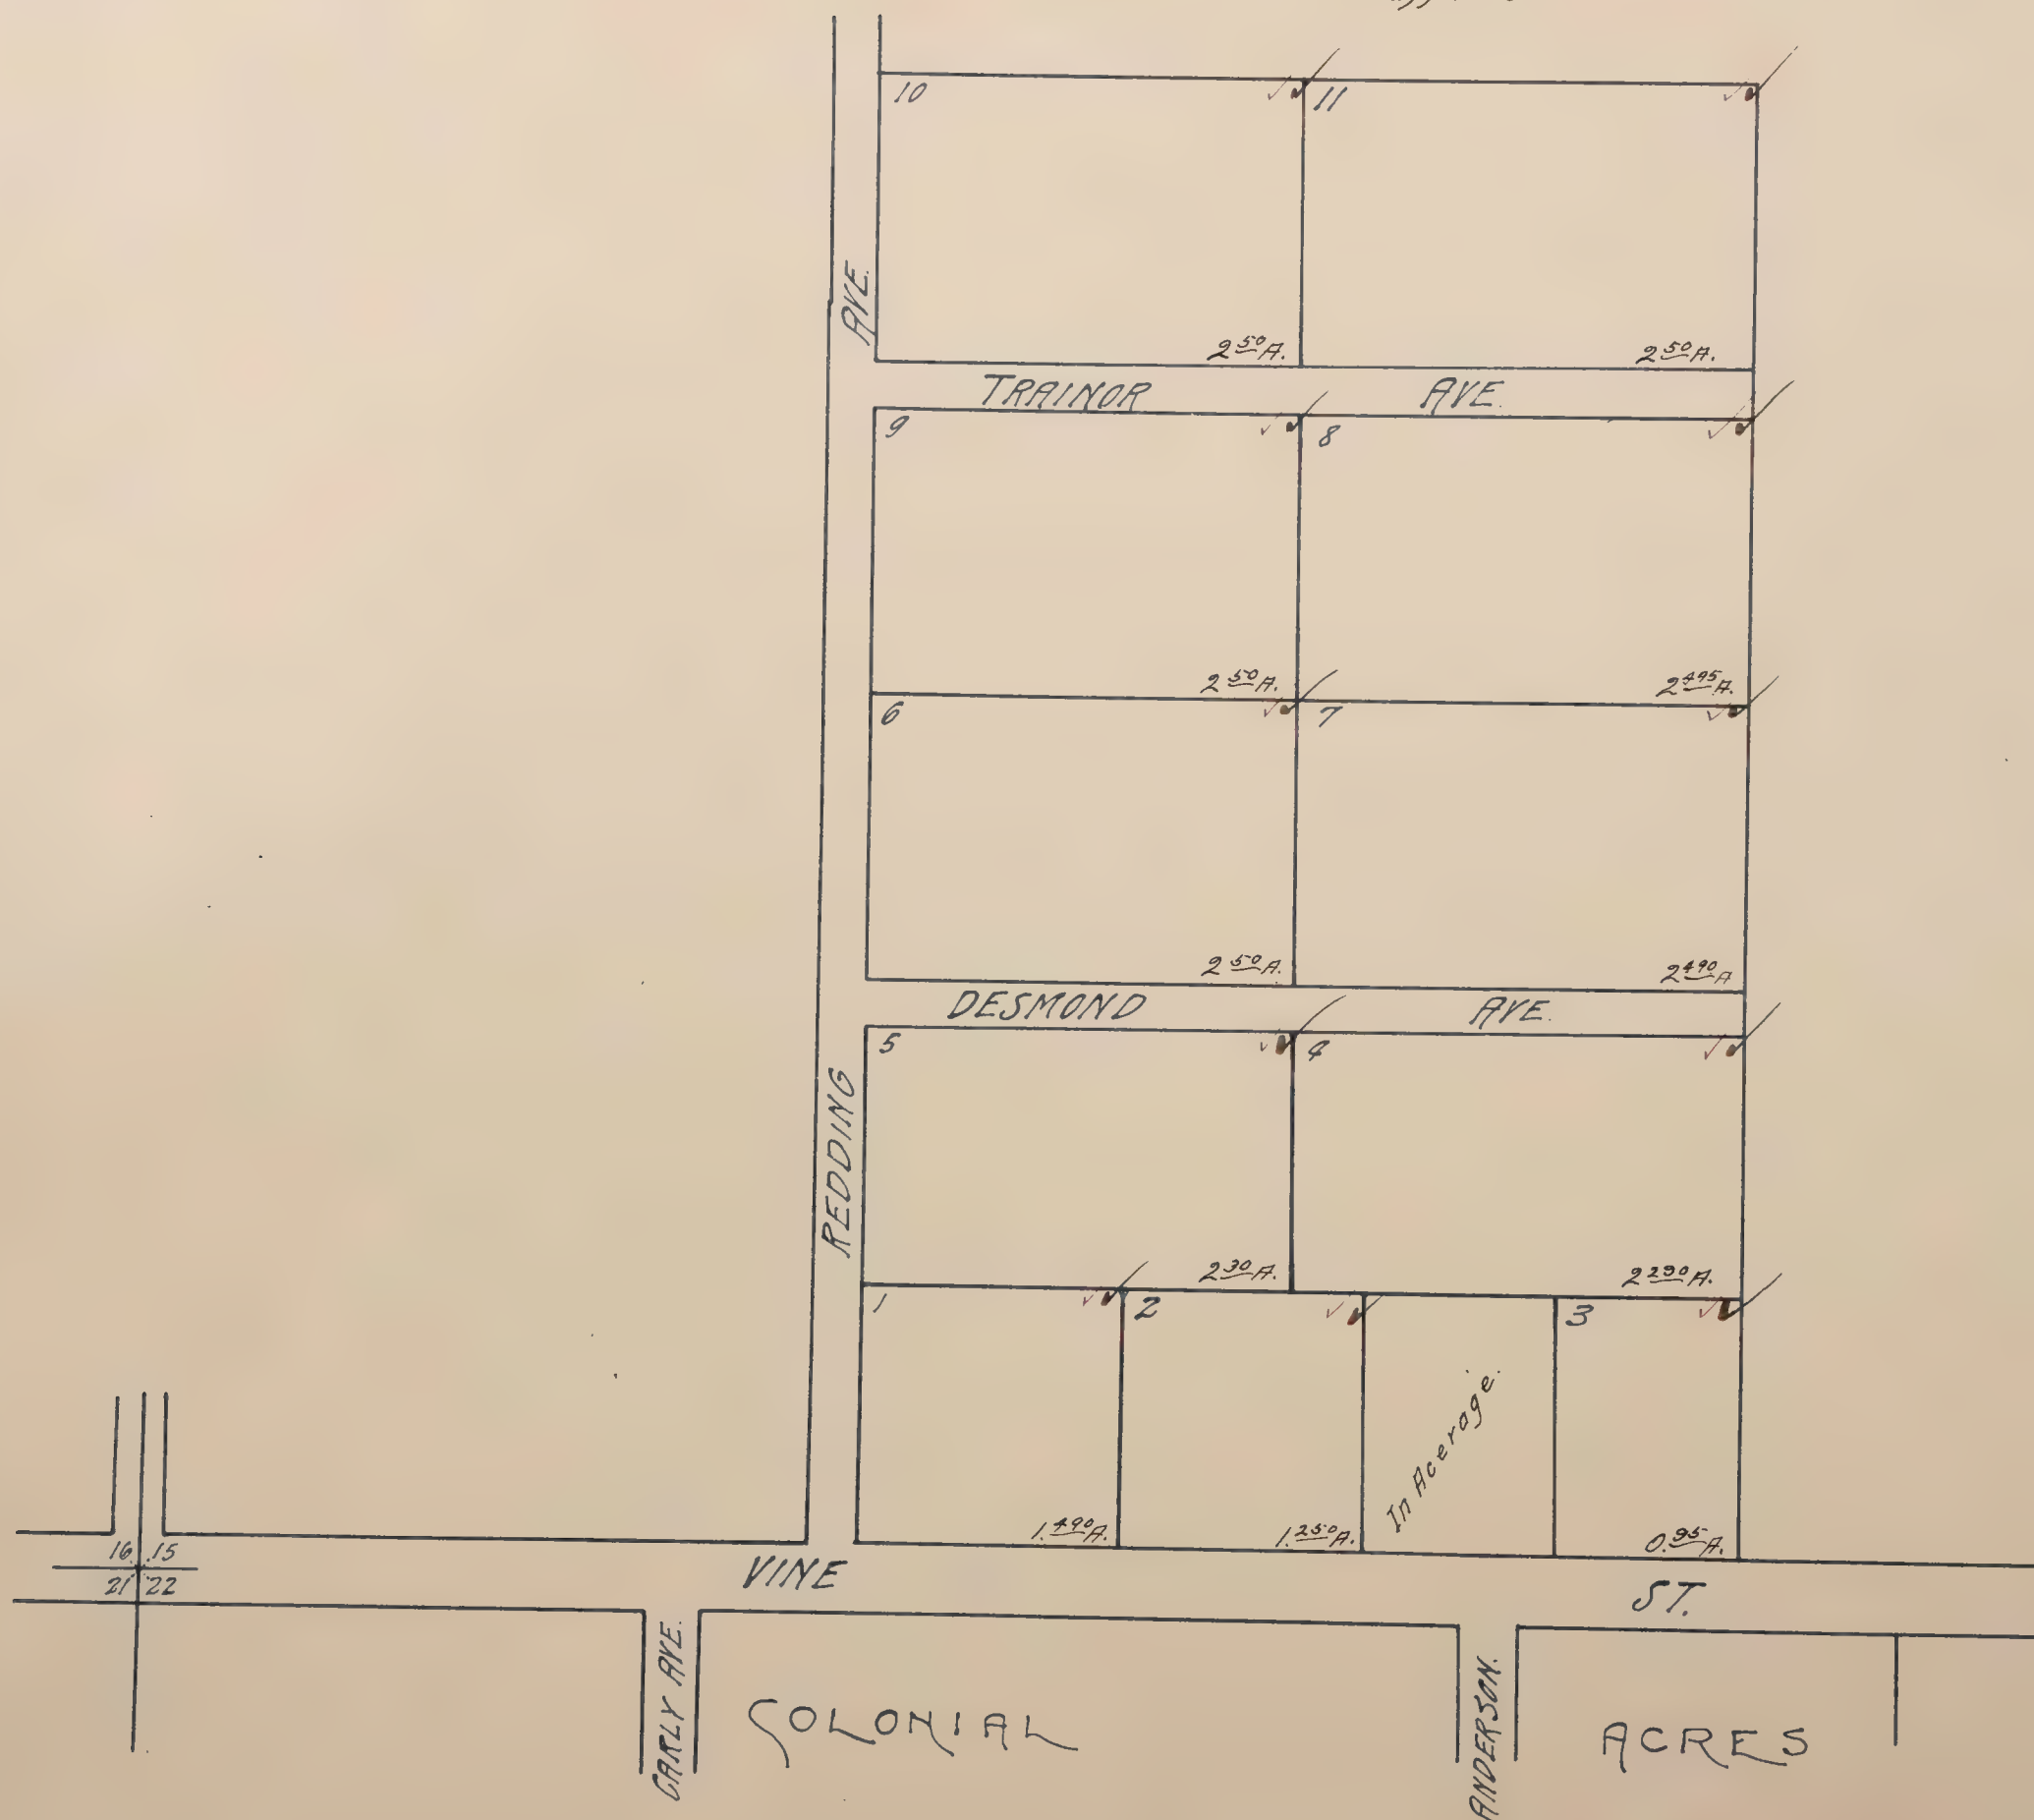 10
11
AVE.
2.50 A.
2.50 A.
TRAINOR AVE.
9
8
2.50 A.
2.495 A.
6
7
2.50 A.
2.490 A
DESMOND AVE.
5
4
REDDING
2.30 A.
2.290 A.
1
2
3
In Acerage.
1.490 A.
1.250 A.
0.95 A.
16 15
21 22
VINE ST.
CARLY AVE.
COLONIAL
ANDERSON.
ACRES